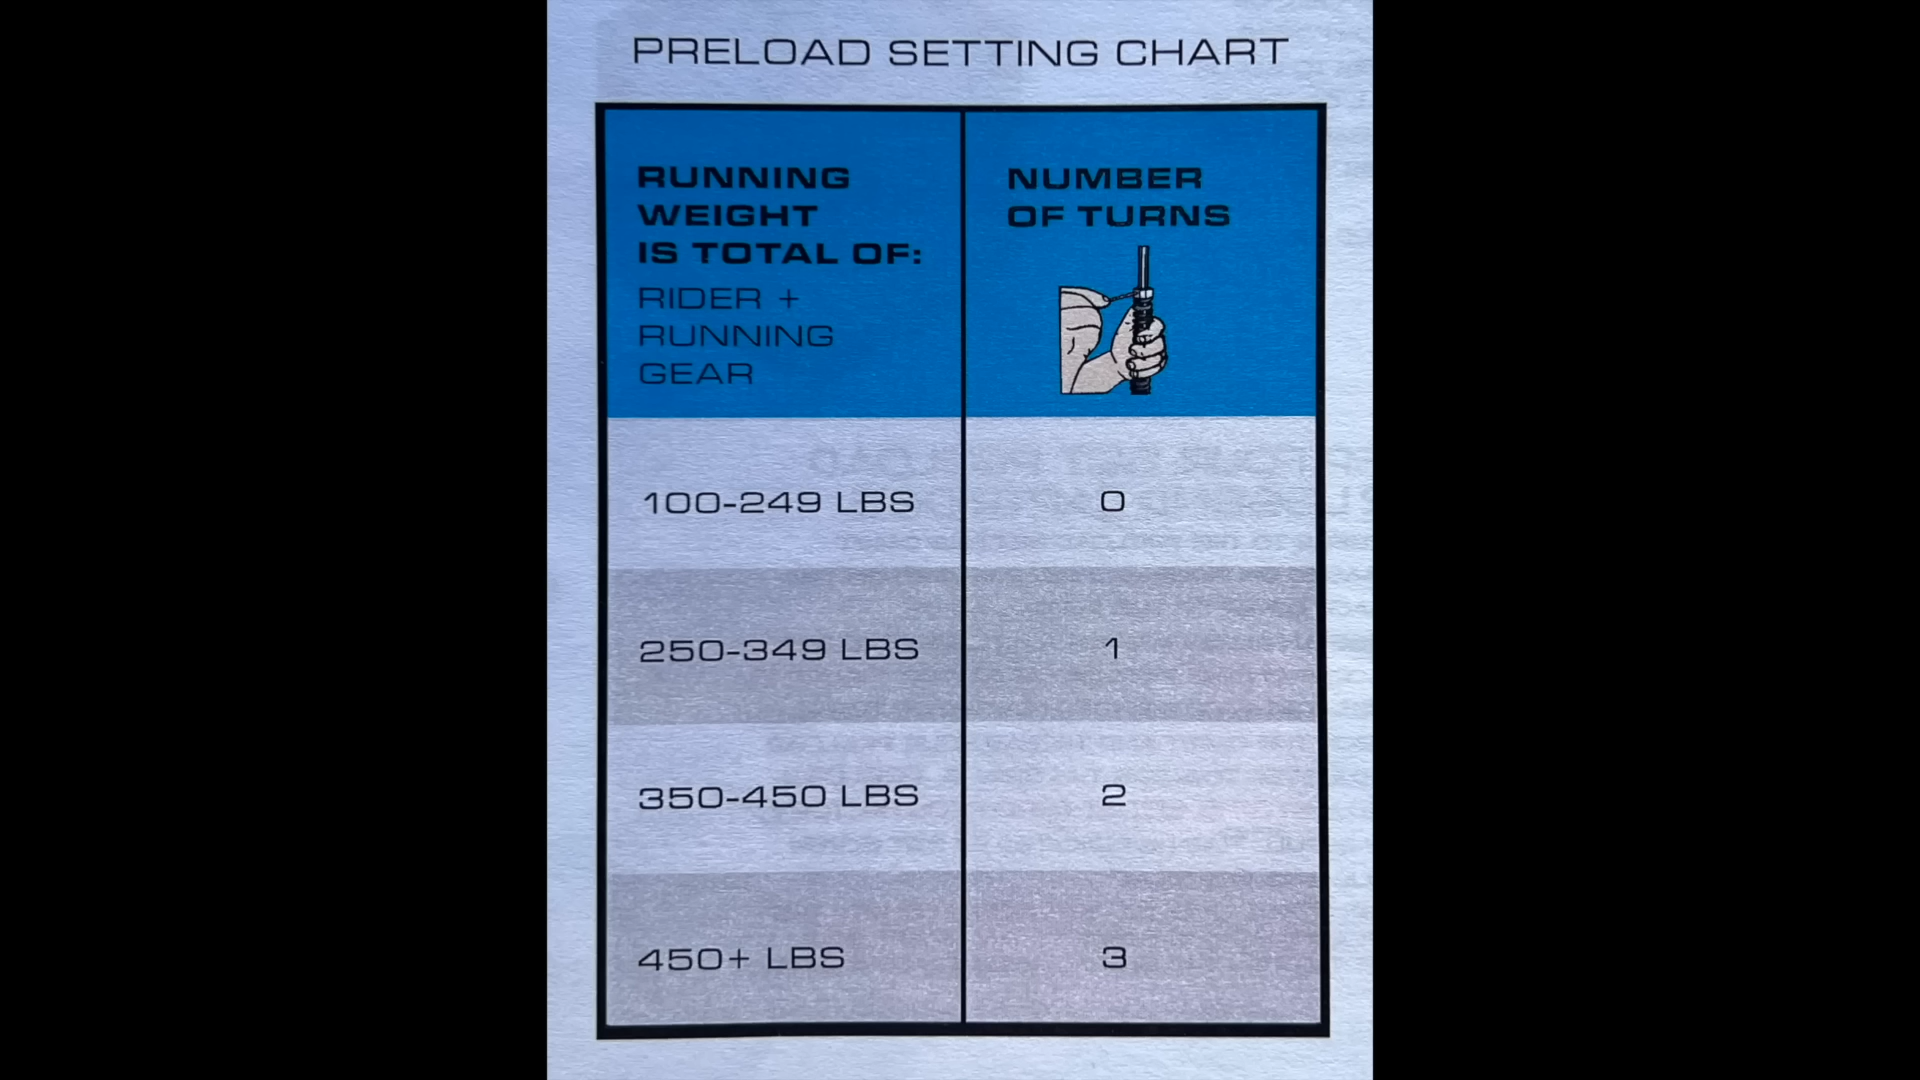 PRELOAD SETTING CHART
RUNNING
WEIGHT
IS TOTAL OF:
RIDER +
RUNNING
GEAR
NUMBER
OF TURNS
100-249 LBS
0
250-349 LBS
1
350-450 LBS
2
450+ LBS
3